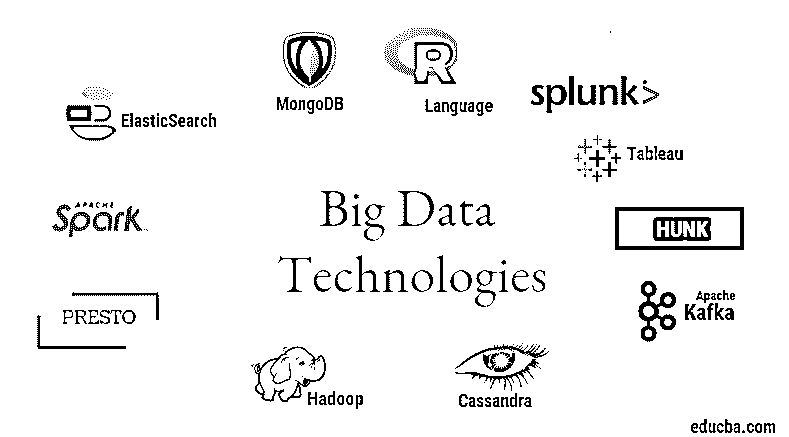 MongoDB
R
Language
splunk>
ElasticSearch
Tableau
APACHE
Spark
Big Data
Technologies
HUNK
PRESTO
Apache
Kafka
Hadoop
Cassandra
educba.com